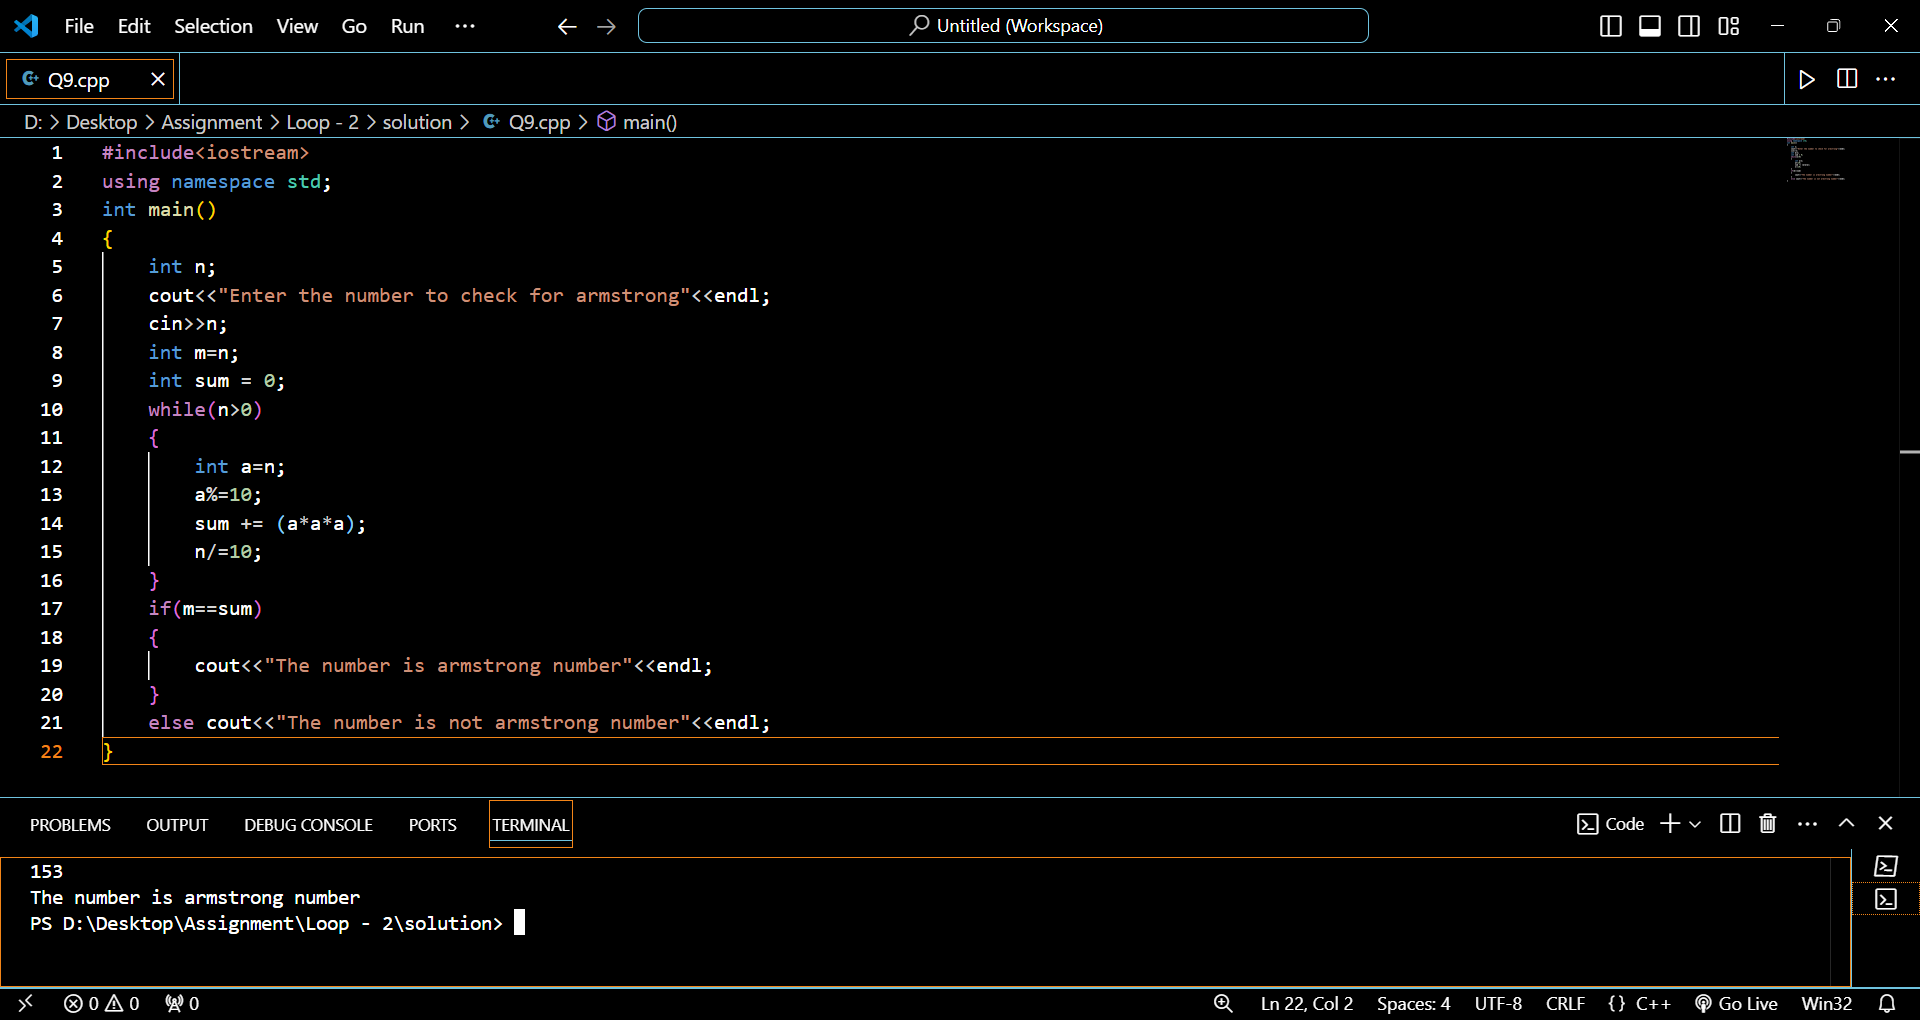 File Edit Selection View Go Run ··· ← → Untitled (Workspace)
Q9.cpp
D: > Desktop > Assignment > Loop - 2 > solution > Q9.cpp > main()
1 #include<iostream>
2 using namespace std;
3 int main()
4 {
5 int n;
6 cout<<"Enter the number to check for armstrong"<<endl;
7 cin>>n;
8 int m=n;
9 int sum = 0;
10 while(n>0)
11 {
12 int a=n;
13 a%=10;
14 sum += (a*a*a);
15 n/=10;
16 }
17 if(m==sum)
18 {
19 cout<<"The number is armstrong number"<<endl;
20 }
21 else cout<<"The number is not armstrong number"<<endl;
22 }
PROBLEMS OUTPUT DEBUG CONSOLE PORTS TERMINAL Code
153
The number is armstrong number
PS D:\Desktop\Assignment\Loop - 2\solution>
0 0 0 Ln 22, Col 2 Spaces: 4 UTF-8 CRLF {} C++ Go Live Win32